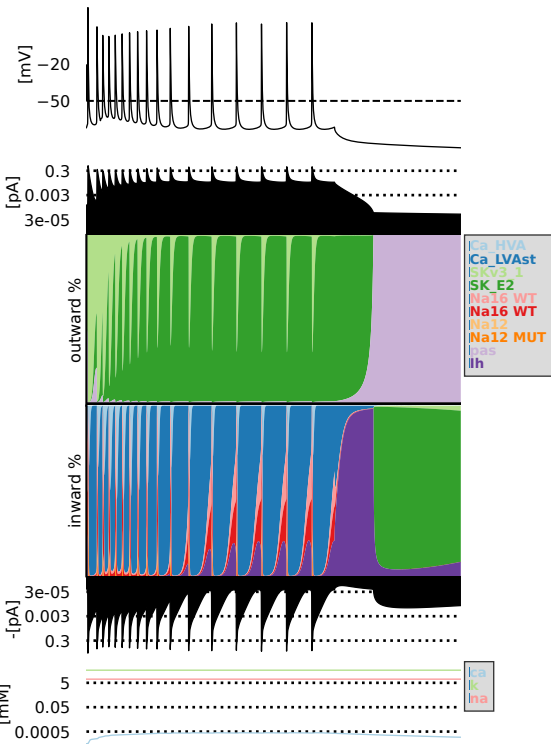 [mV]
−20
−50
[pA]
0.3
0.003
3e-05
outward %
Ca_HVA
Ca_LVAst
SKv3_1
SK_E2
Na16 WT
Na16 WT
Na12
Na12 MUT
pas
Ih
inward %
-[pA]
3e-05
0.003
0.3
[mM]
5
0.05
0.0005
ca
k
na